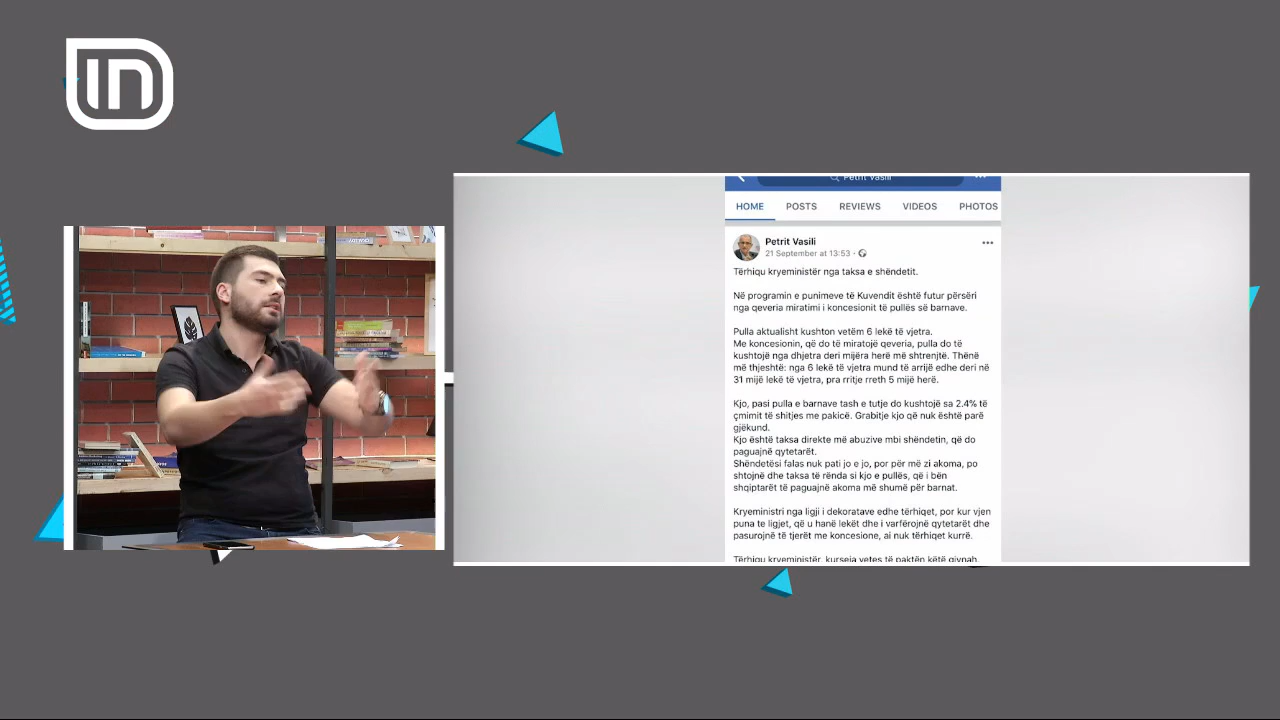 IN
Petrit Vasili
HOME POSTS REVIEWS VIDEOS PHOTOS
Petrit Vasili
21 September at 13:53
Tërhiqu kryeministër nga taksa e shëndetit.
Në programin e punimeve të Kuvendit është futur përsëri
nga qeveria miratimi i koncesionit të pullës së barnave.
Pulla aktualisht kushton vetëm 6 lekë të vjetra.
Me koncesionin, që do të miratojë qeveria, pulla do të
kushtojë nga dhjetra deri mijëra herë më shtrenjtë. Thënë
më thjeshtë: nga 6 lekë të vjetra mund të arrijë edhe deri në
31 mijë lekë të vjetra, pra rritje rreth 5 mijë herë.
Kjo, pasi pulla e barnave tash e tutje do kushtojë sa 2.4% të
çmimit të shitjes me pakicë. Grabitje kjo që nuk është parë
gjëkund.
Kjo është taksa direkte më abuzive mbi shëndetin, që do
paguajnë qytetarët.
Shëndetësi falas nuk pati jo e jo, por për më zi akoma, po
shtojnë dhe taksa të rënda si kjo e pullës, që i bën
shqiptarët të paguajnë akoma më shumë për barnat.
Kryeministri nga ligji i dekoratave edhe tërhiqet, por kur vjen
puna te ligjet, që u hanë lekët dhe i varfërojnë qytetarët dhe
pasurojnë të tjerët me koncesione, ai nuk tërhiqet kurrë.
Tërhiqu kryeministër, kurseja vetes të paktën këtë gjynah